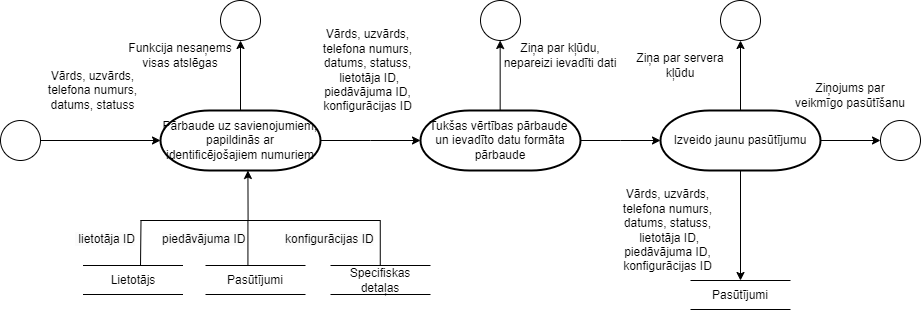 Vārds, uzvārds,
telefona numurs,
datums, statuss
Funkcija nesaņems
visas atslēgas
Pārbaude uz savienojumiem,
papildinās ar
identificējošajiem numuriem
Vārds, uzvārds,
telefona numurs,
datums, statuss,
lietotāja ID,
piedāvājuma ID,
konfigurācijas ID
Ziņa par kļūdu,
nepareizi ievadīti dati
Tukšas vērtības pārbaude
un ievadīto datu formāta
pārbaude
Ziņa par servera
kļūdu
Izveido jaunu pasūtījumu
Ziņojums par
veikmīgo pasūtīšanu
lietotāja ID
piedāvājuma ID
konfigurācijas ID
Lietotājs
Pasūtījumi
Specifiskas
detaļas
Vārds, uzvārds,
telefona numurs,
datums, statuss,
lietotāja ID,
piedāvājuma ID,
konfigurācijas ID
Pasūtījumi